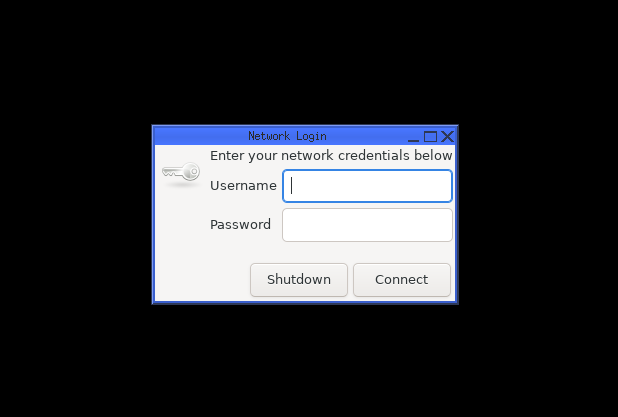 Network Login
Enter your network credentials below
Username
Password
Shutdown Connect